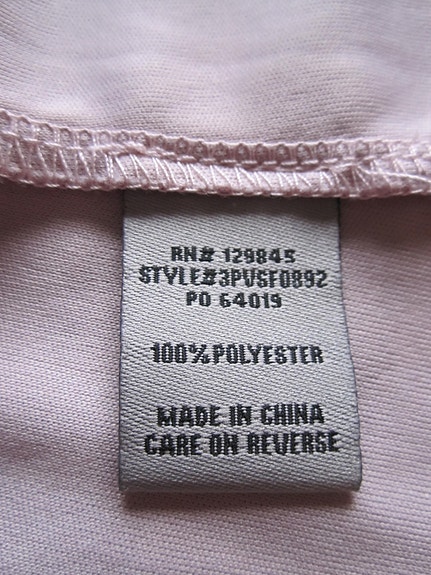 RN# 129845
STYLE#3PVSF0892
PO 64019
100%POLYESTER
MADE IN CHINA
CARE ON REVERSE